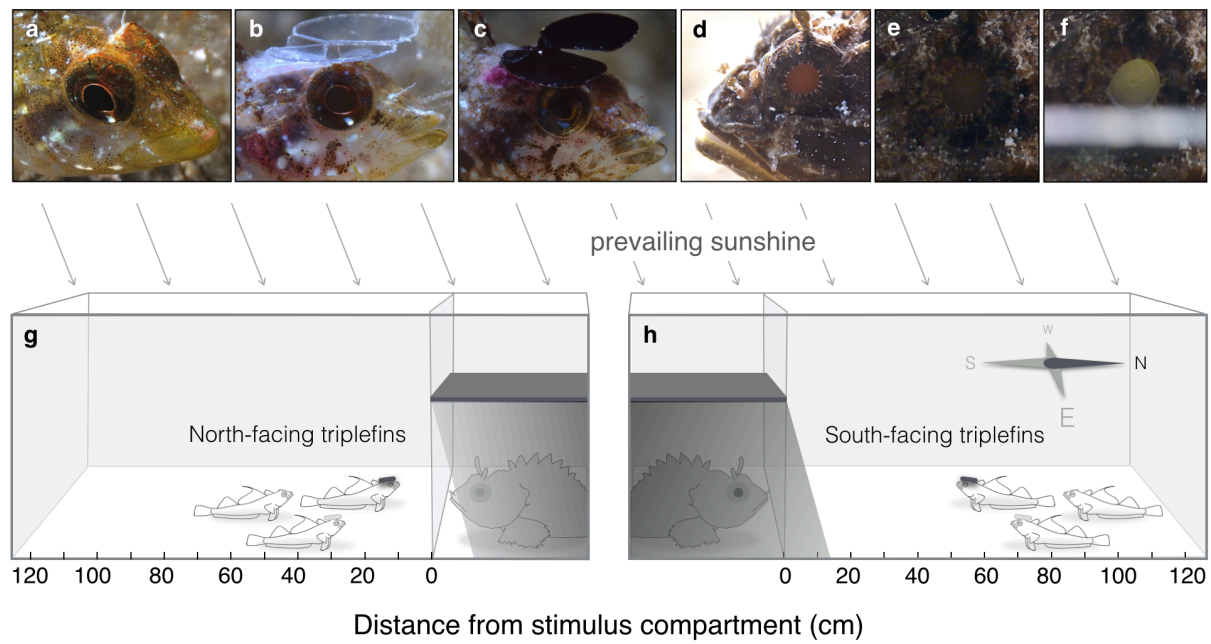 a b c d e f
prevailing sunshine
g h
W
S N
E
North-facing triplefins South-facing triplefins
120 100 80 60 40 20 0 0 20 40 60 80 100 120
Distance from stimulus compartment (cm)